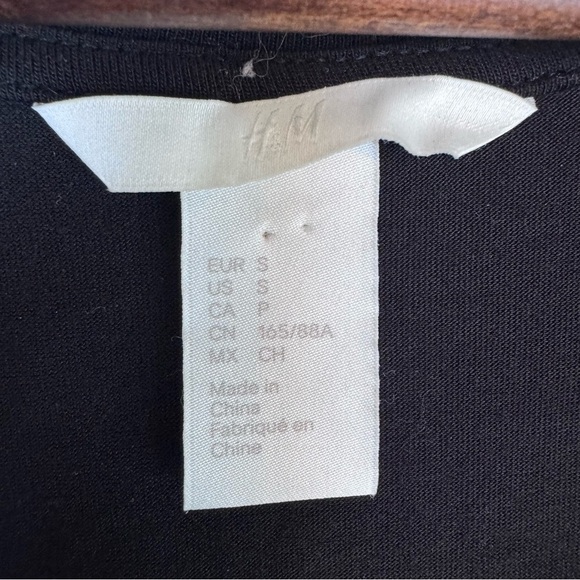 H&M
EUR S
US S
CA P
CN 165/88A
MX CH
Made in
China
Fabriqué en
Chine